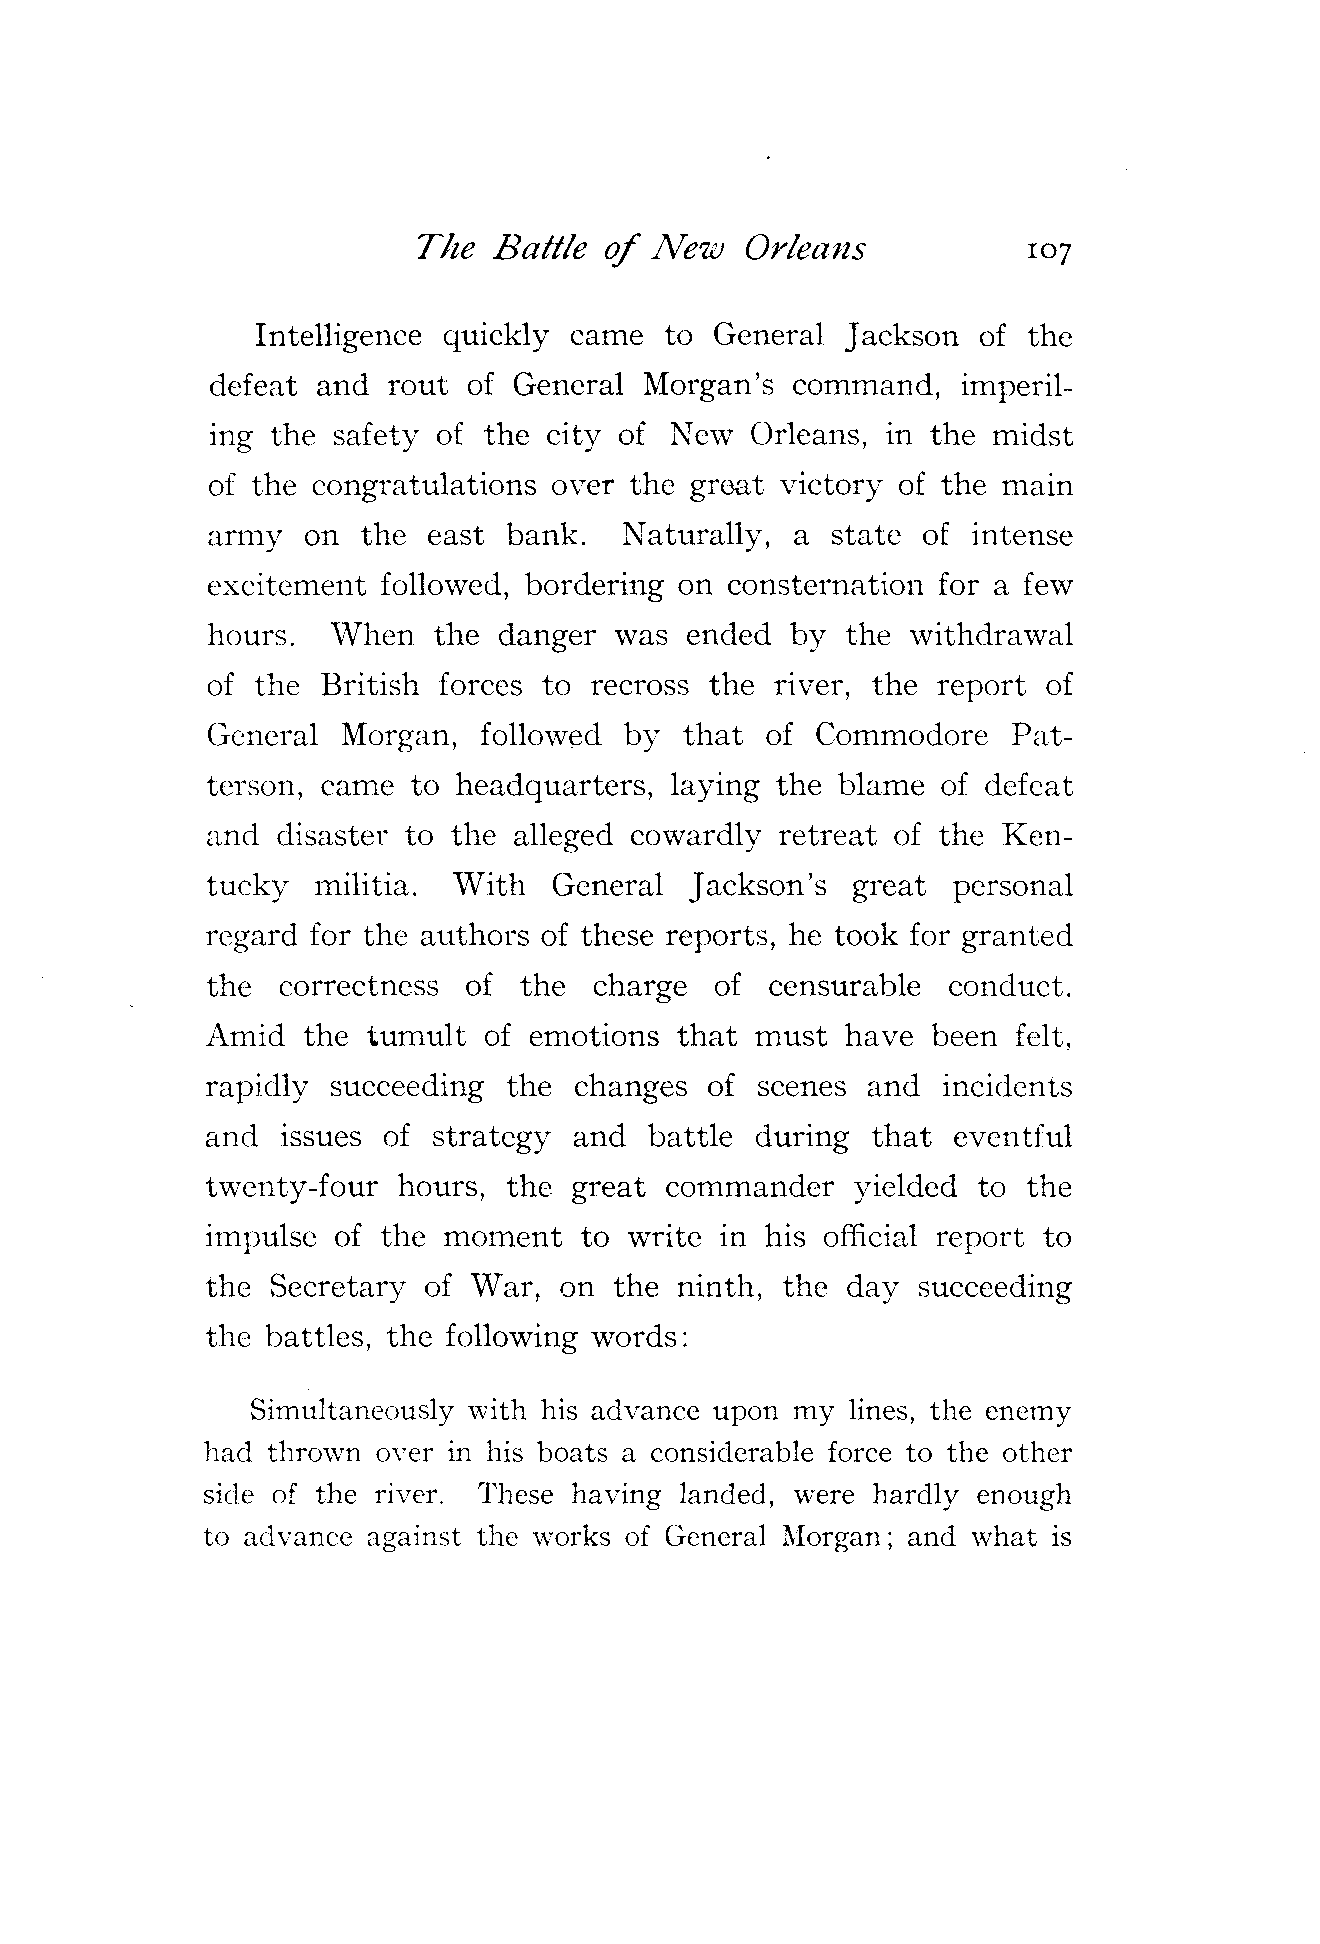 The Battle of New Orleans 107
Intelligence quickly came to General Jackson of the
defeat and rout of General Morgan's command, imperil-
ing the safety of the city of New Orleans, in the midst
of the congratulations over the great victory of the main
army on the east bank. Naturally, a state of intense
excitement followed, bordering on consternation for a few
hours. When the danger was ended by the withdrawal
of the British forces to recross the river, the report of
General Morgan, followed by that of Commodore Pat-
terson, came to headquarters, laying the blame of defeat
and disaster to the alleged cowardly retreat of the Ken-
tucky militia. With General Jackson's great personal
regard for the authors of these reports, he took for granted
the correctness of the charge of censurable conduct.
Amid the tumult of emotions that must have been felt,
rapidly succeeding the changes of scenes and incidents
and issues of strategy and battle during that eventful
twenty-four hours, the great commander yielded to the
impulse of the moment to write in his official report to
the Secretary of War, on the ninth, the day succeeding
the battles, the following words:
Simultaneously with his advance upon my lines, the enemy
had thrown over in his boats a considerable force to the other
side of the river. These having landed, were hardly enough
to advance against the works of General Morgan; and what is